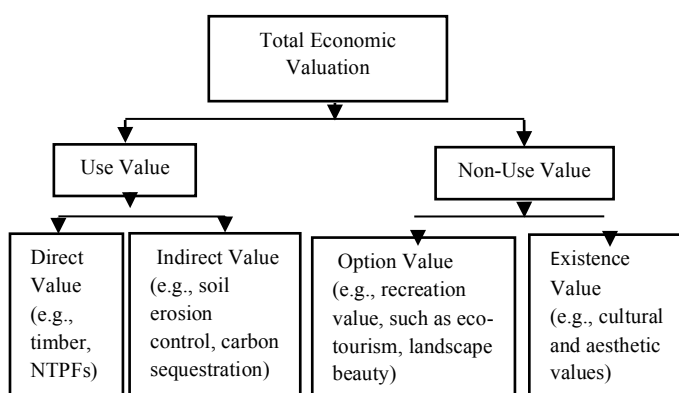 Total Economic
Valuation
Use Value
Non-Use Value
Direct
Value
(e.g.,
timber,
NTPFs)
Indirect Value
(e.g., soil
erosion
control, carbon
sequestration)
Option Value
(e.g., recreation
value, such as eco-
tourism, landscape
beauty)
Existence
Value
(e.g., cultural
and aesthetic
values)